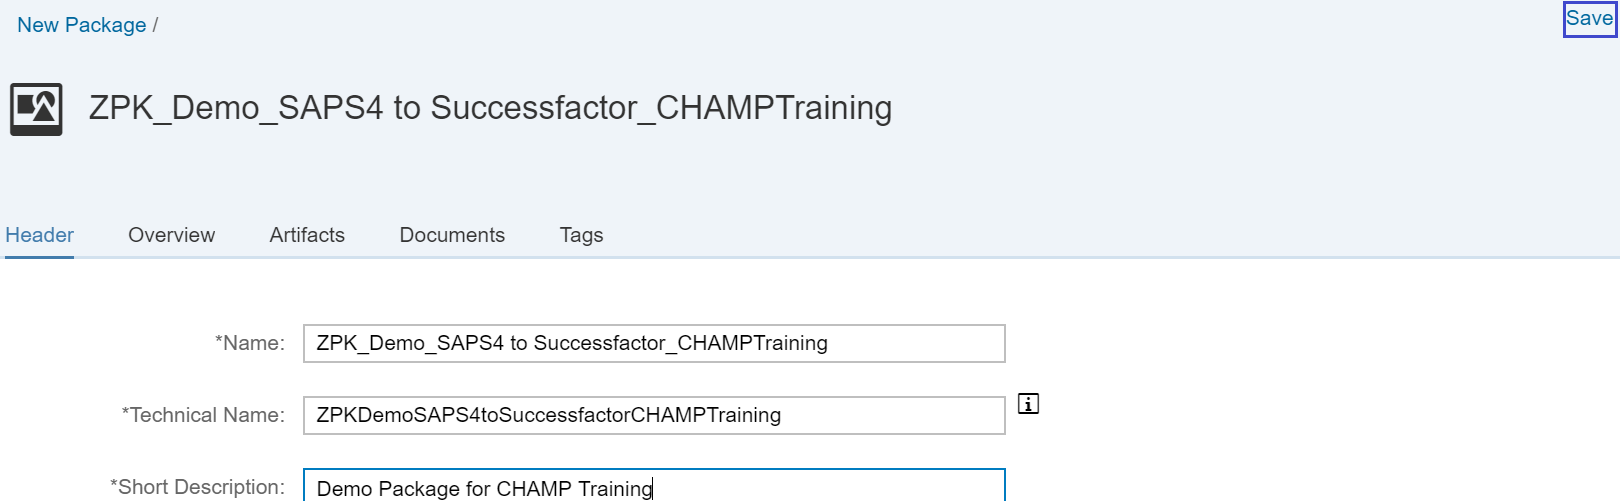 New Package /
Save
ZPK_Demo_SAPS4 to Successfactor_CHAMPTraining
Header Overview Artifacts Documents Tags
*Name: ZPK_Demo_SAPS4 to Successfactor_CHAMPTraining
*Technical Name: ZPKDemoSAPS4toSuccessfactorCHAMPTraining
*Short Description: Demo Package for CHAMP Training